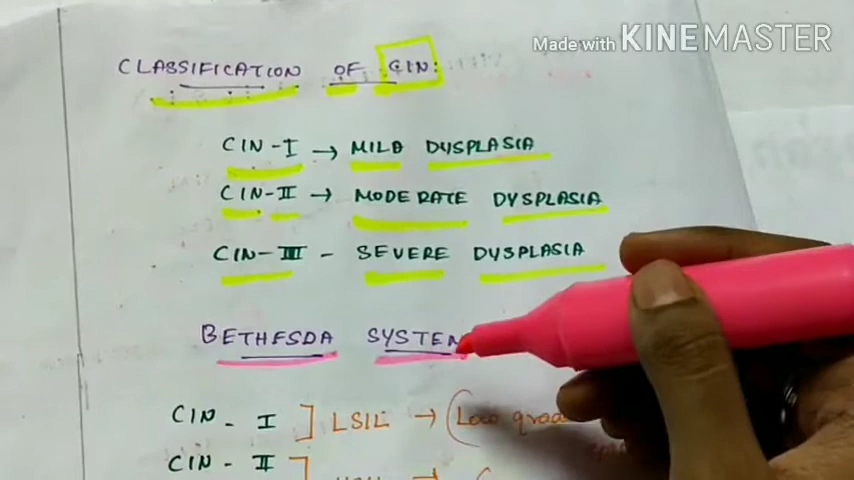 Made with KINEMASTER
CLASSIFICATION OF CIN:
CIN-I → MILD DYSPLASIA
CIN-II → MODERATE DYSPLASIA
CIN-III - SEVERE DYSPLASIA
BETHESDA SYSTEM
CIN - I ] LSIL → (Low grade
CIN - II ]